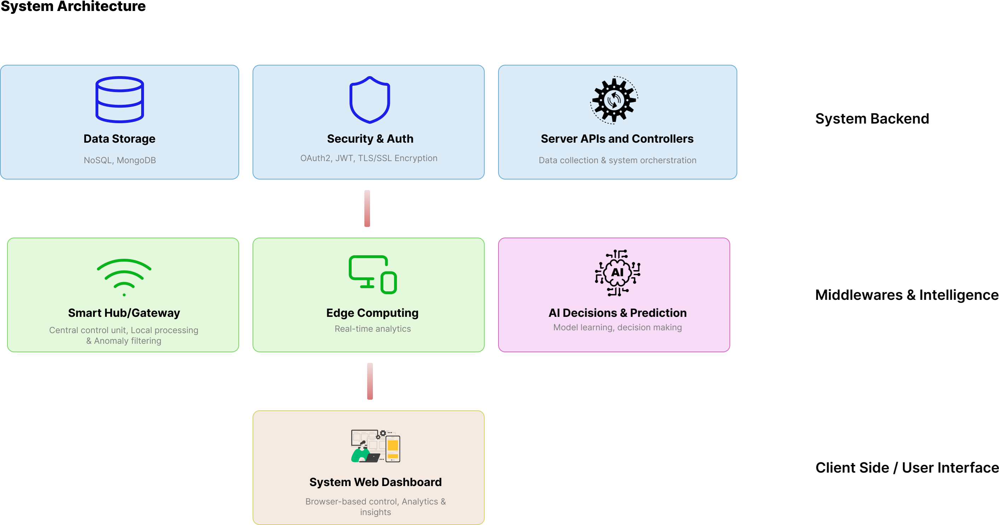 System Architecture
Data Storage
NoSQL, MongoDB
Security & Auth
OAuth2, JWT, TLS/SSL Encryption
Server APIs and Controllers
Data collection & system orcherstration
System Backend
Smart Hub/Gateway
Central control unit, Local processing
& Anomaly filtering
Edge Computing
Real-time analytics
AI
AI Decisions & Prediction
Model learning, decision making
Middlewares & Intelligence
System Web Dashboard
Browser-based control, Analytics &
insights
Client Side / User Interface